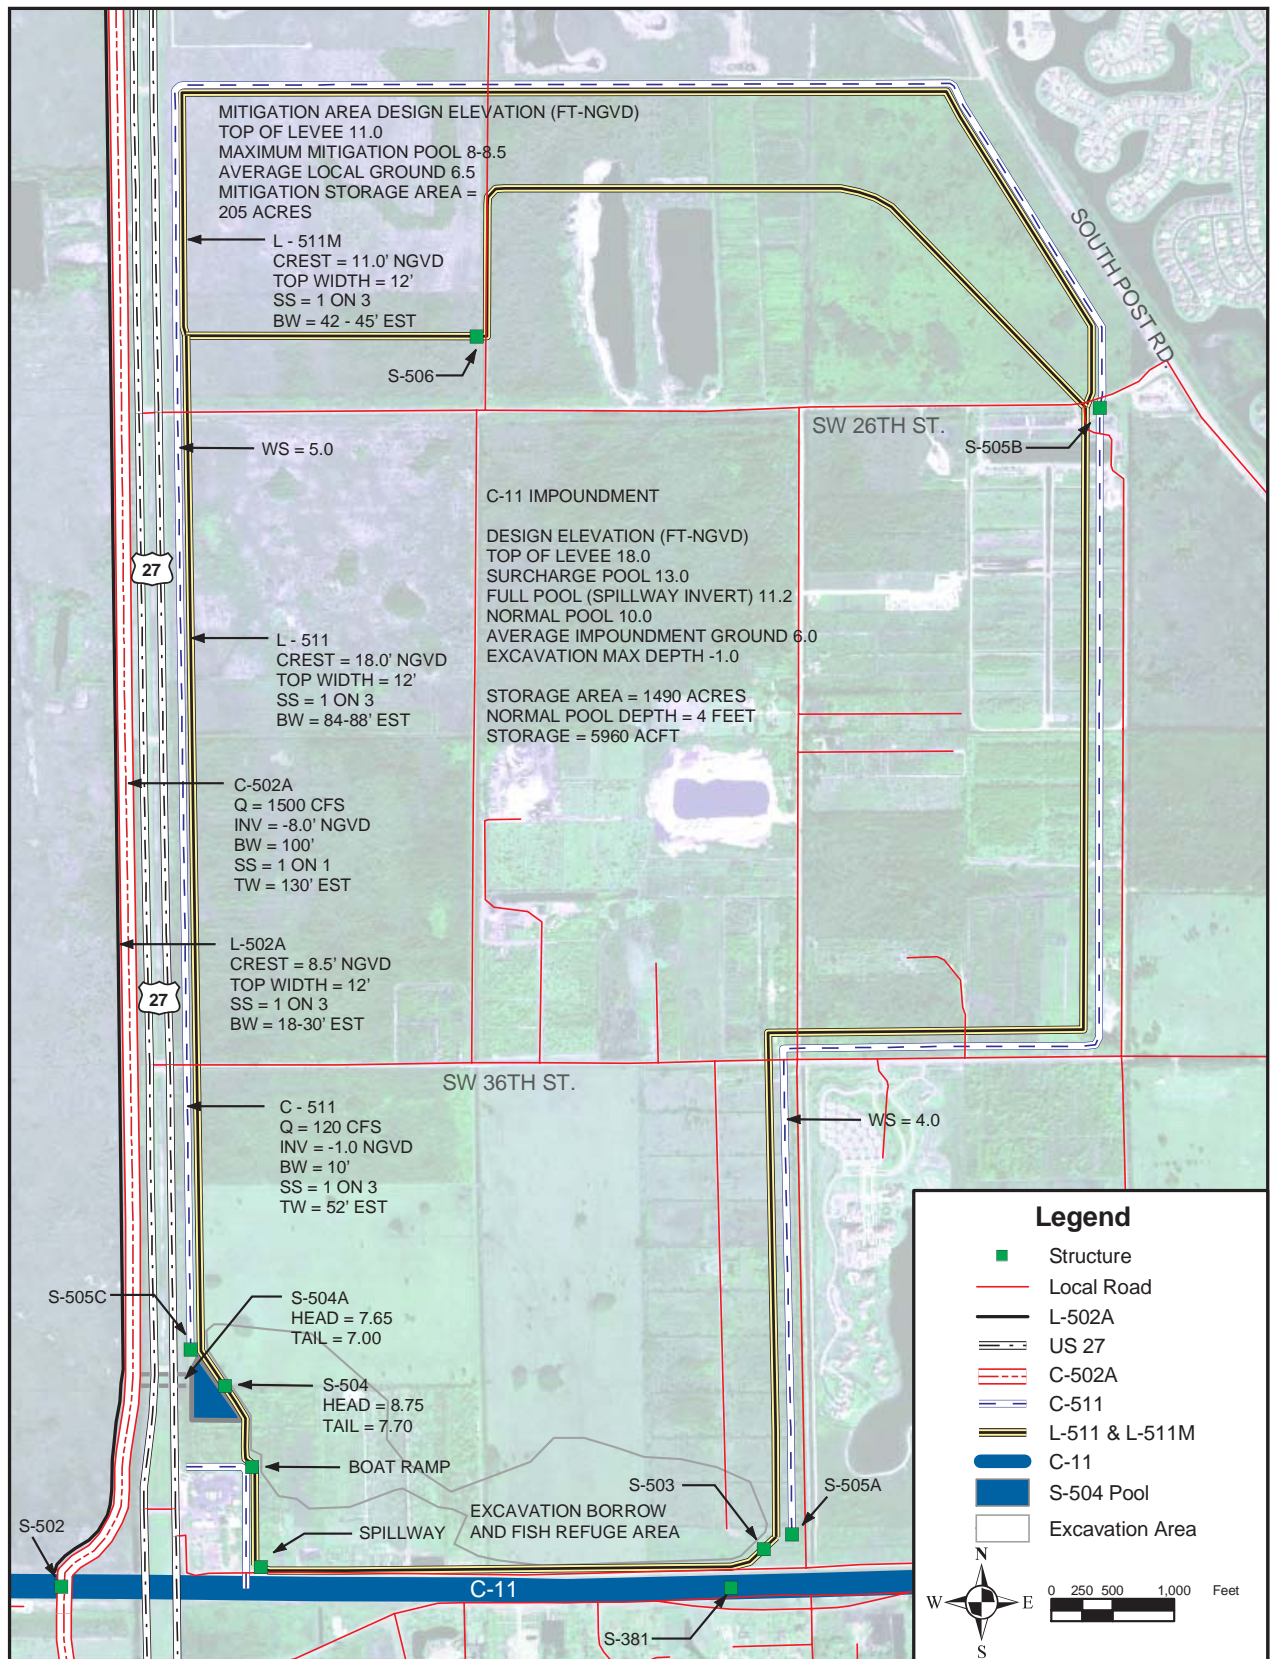 MITIGATION AREA DESIGN ELEVATION (FT-NGVD)
TOP OF LEVEE 11.0
MAXIMUM MITIGATION POOL 8-8.5
AVERAGE LOCAL GROUND 6.5
MITIGATION STORAGE AREA =
205 ACRES
L - 511M
CREST = 11.0' NGVD
TOP WIDTH = 12'
SS = 1 ON 3
BW = 42 - 45' EST
SOUTH POST RD.
S-506
SW 26TH ST.
S-505B
WS = 5.0
C-11 IMPOUNDMENT
DESIGN ELEVATION (FT-NGVD)
TOP OF LEVEE 18.0
SURCHARGE POOL 13.0
FULL POOL (SPILLWAY INVERT) 11.2
NORMAL POOL 10.0
AVERAGE IMPOUNDMENT GROUND 6.0
EXCAVATION MAX DEPTH -1.0
STORAGE AREA = 1490 ACRES
NORMAL POOL DEPTH = 4 FEET
STORAGE = 5960 ACFT
27
L - 511
CREST = 18.0' NGVD
TOP WIDTH = 12'
SS = 1 ON 3
BW = 84-88' EST
C-502A
Q = 1500 CFS
INV = -8.0' NGVD
BW = 100'
SS = 1 ON 1
TW = 130' EST
L-502A
CREST = 8.5' NGVD
TOP WIDTH = 12'
SS = 1 ON 3
BW = 18-30' EST
27
SW 36TH ST.
C - 511
Q = 120 CFS
INV = -1.0 NGVD
BW = 10'
SS = 1 ON 3
TW = 52' EST
WS = 4.0
S-505C
S-504A
HEAD = 7.65
TAIL = 7.00
S-504
HEAD = 8.75
TAIL = 7.70
BOAT RAMP
S-503
S-505A
EXCAVATION BORROW
AND FISH REFUGE AREA
SPILLWAY
S-502
C-11
S-381
Legend
Structure
Local Road
L-502A
US 27
C-502A
C-511
L-511 & L-511M
C-11
S-504 Pool
Excavation Area
N
W E
S
0 250 500 1,000 Feet